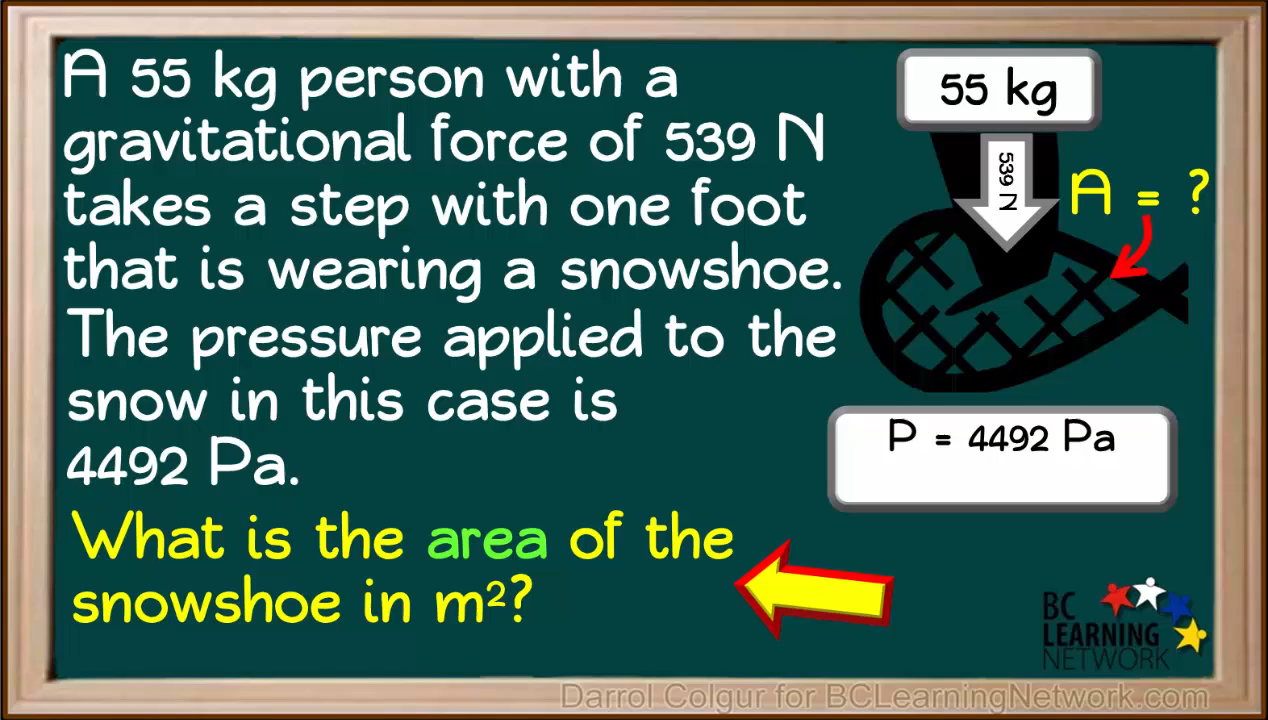 A 55 kg person with a
gravitational force of 539 N
takes a step with one foot
that is wearing a snowshoe.
The pressure applied to the
snow in this case is
4492 Pa.
What is the area of the
snowshoe in m²?
55 kg
539 N
A = ?
P = 4492 Pa
BC
LEARNING
NETWORK
Darrol Colgur for BCLearningNetwork.com